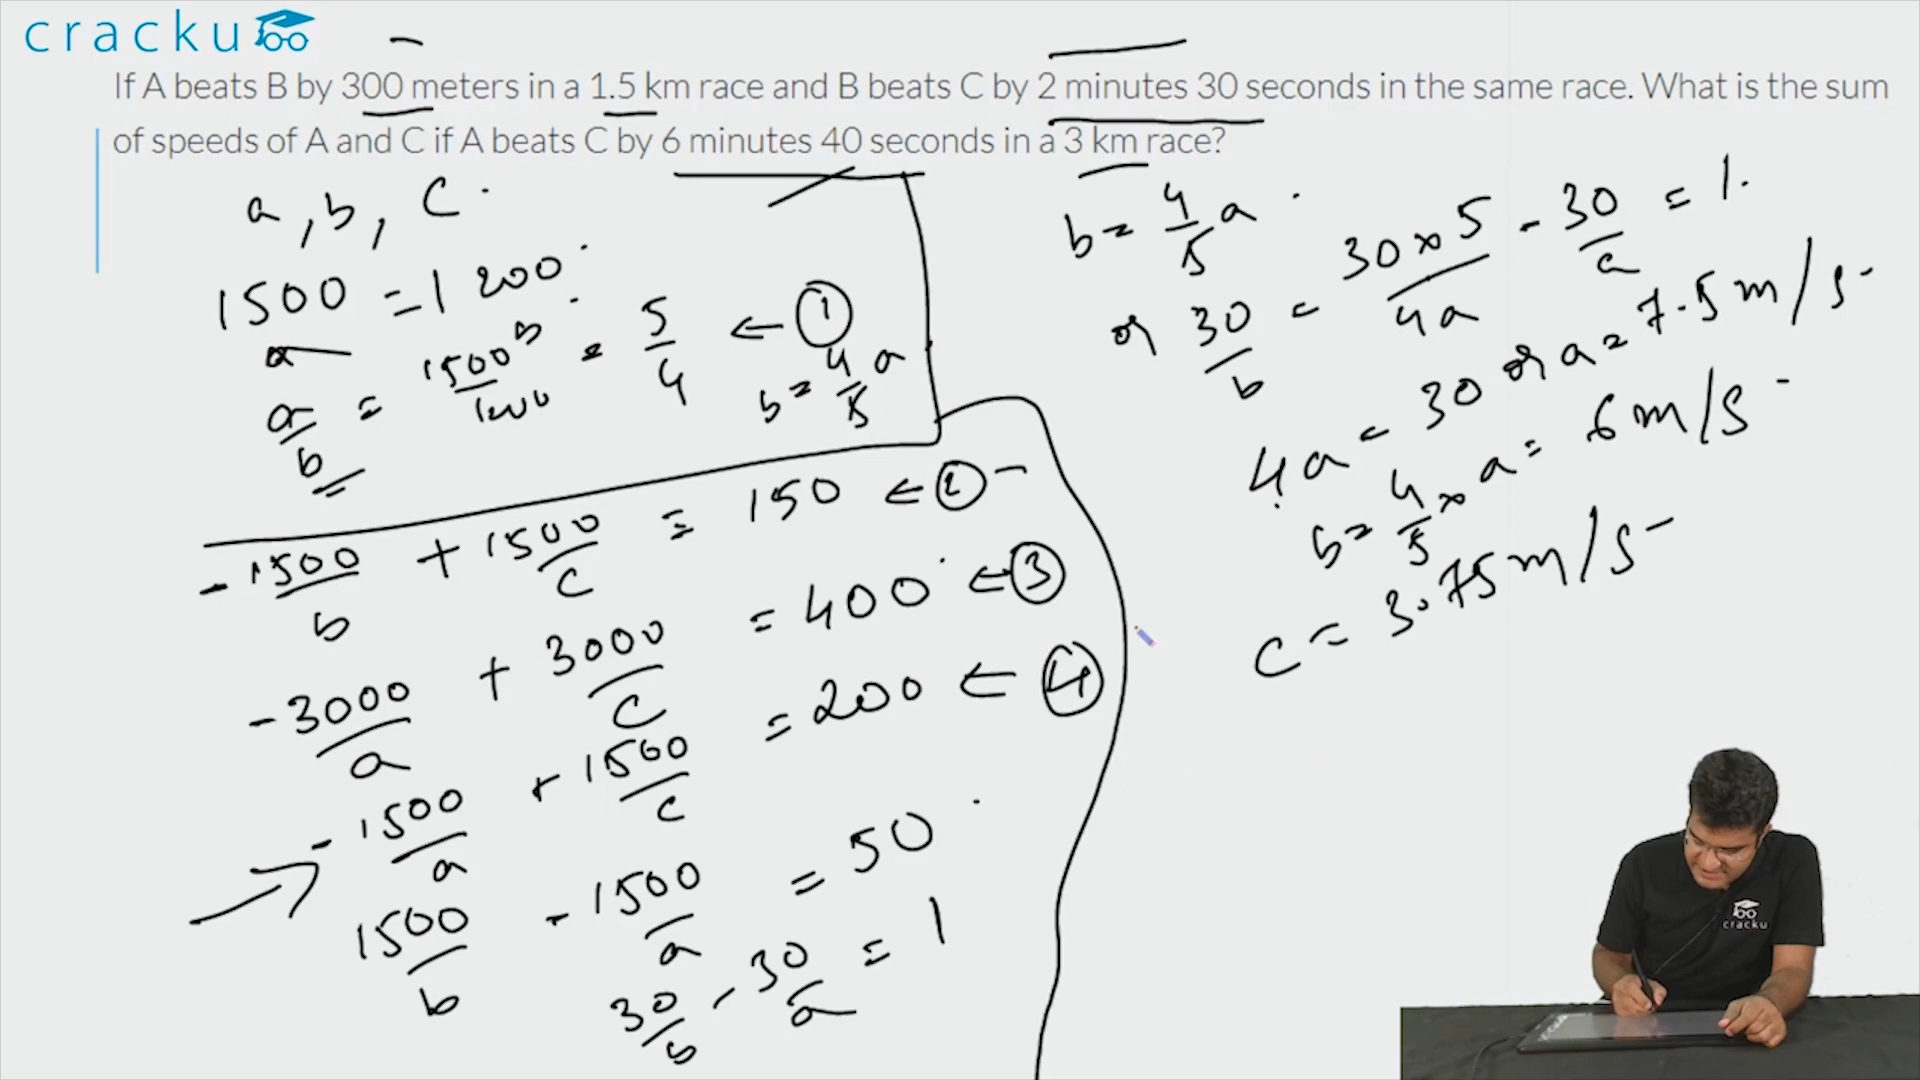 cracku
If A beats B by 300 meters in a 1.5 km race and B beats C by 2 minutes 30 seconds in the same race. What is the sum
of speeds of A and C if A beats C by 6 minutes 40 seconds in a 3 km race?
a, b, c
1500/a = 1200/b
a/b = 1500/1200 = 5/4 ← ①
b = 4/5 a
-1500/b + 1500/c = 150 ← ②
-3000/a + 3000/c = 400 ← ③
-1500/a + 1500/c = 200 ← ④
1500/b - 1500/a = 50
30/b - 30/a = 1
b = 4/5 a
or 30/b = 30×5/4a - 30/a = 1
4a = 30 or a = 7.5 m/s
b = 4/5 × a = 6 m/s
c = 3.75 m/s
cracku